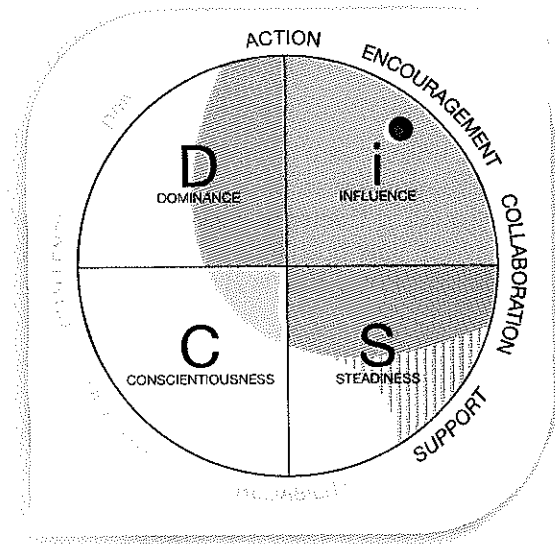 ACTION
ENCOURAGEMENT
D
DOMINANCE
i
INFLUENCE
COLLABORATION
C
CONSCIENTIOUSNESS
S
STEADINESS
SUPPORT